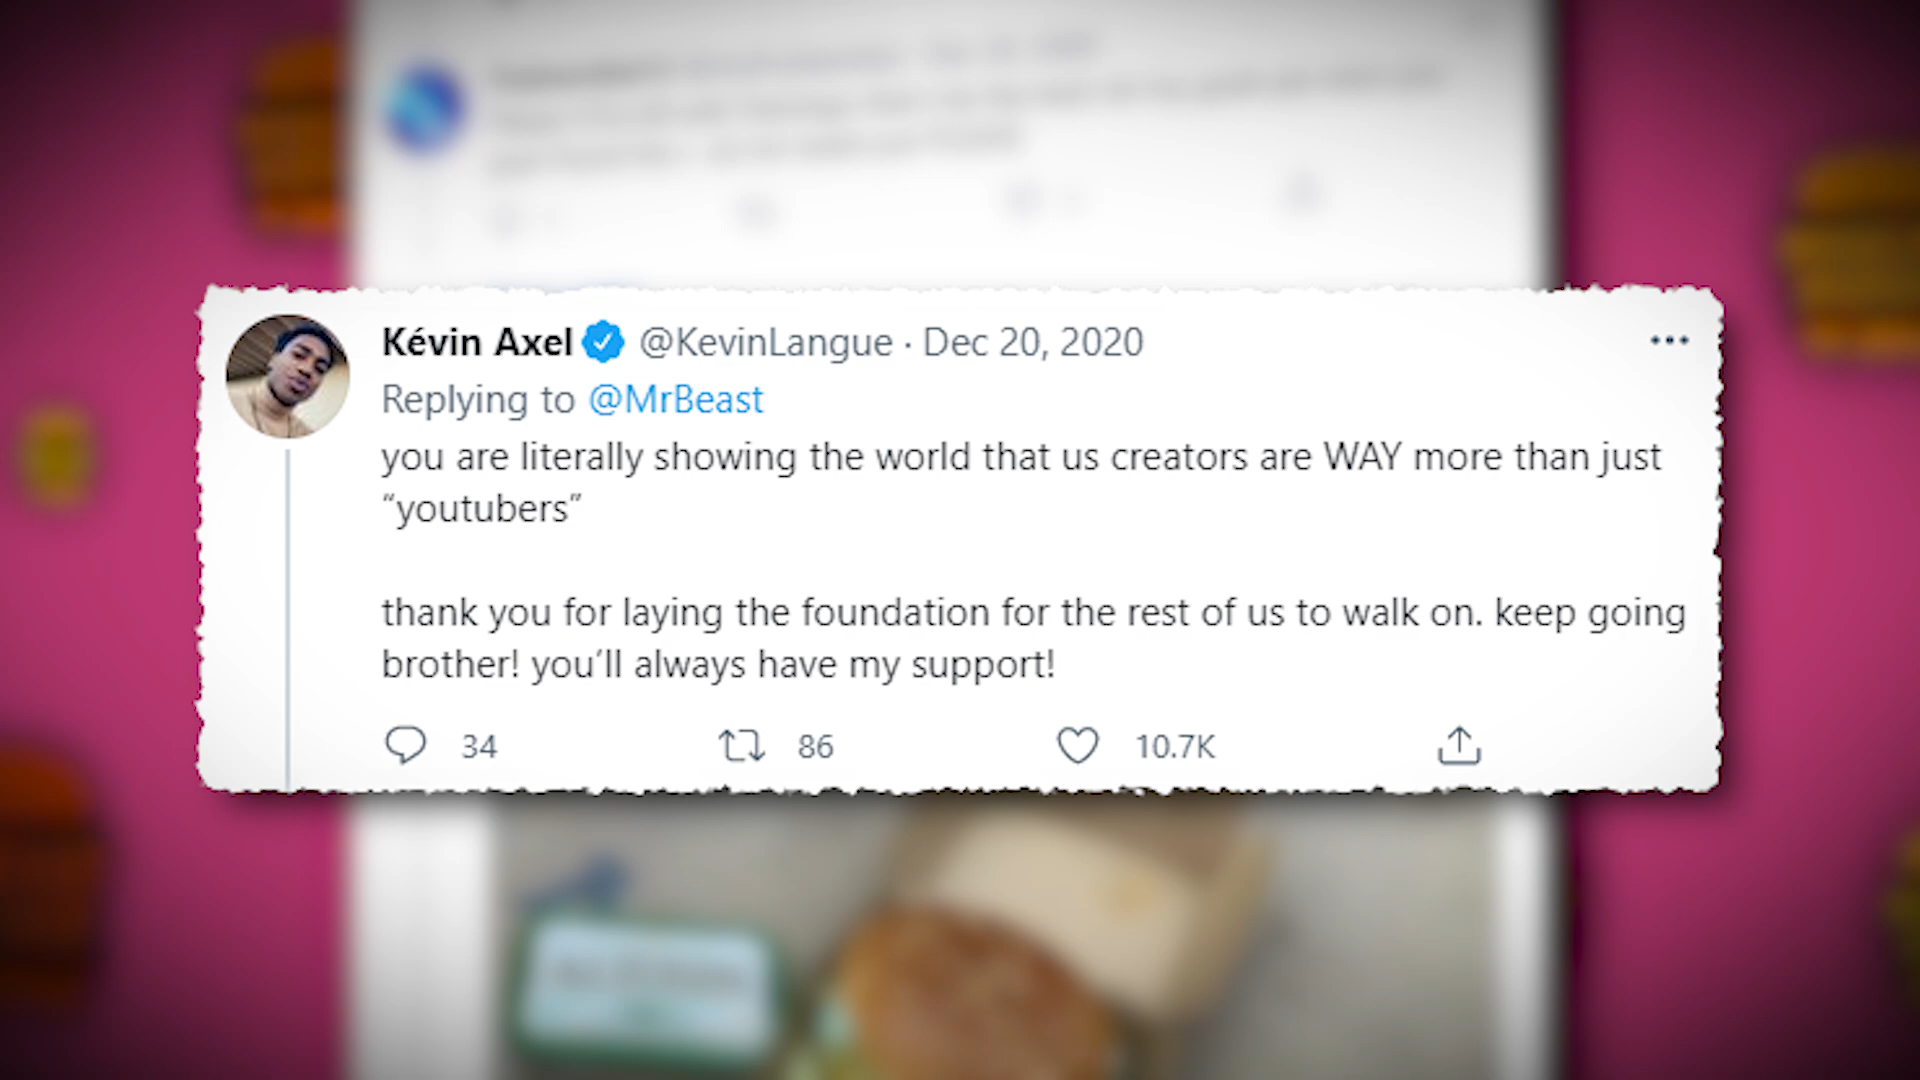 Kévin Axel @KevinLangue · Dec 20, 2020
Replying to @MrBeast
you are literally showing the world that us creators are WAY more than just
“youtubers”
thank you for laying the foundation for the rest of us to walk on. keep going
brother! you’ll always have my support!
34 86 10.7K